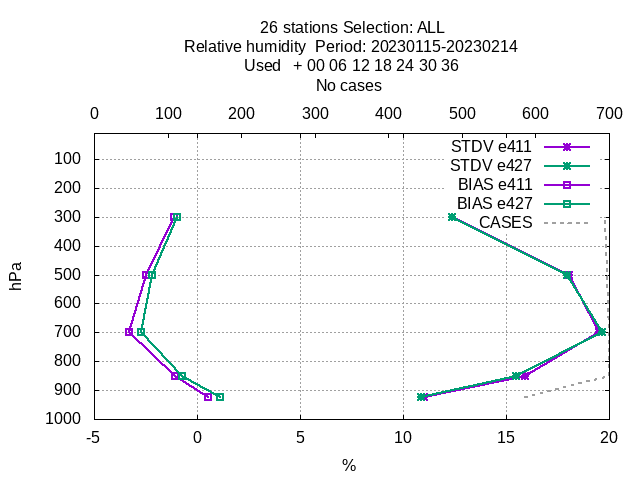 26 stations Selection: ALL
Relative humidity  Period: 20230115-20230214
Used   + 00 06 12 18 24 30 36
No cases
0 100 200 300 400 500 600 700
STDV e411
STDV e427
BIAS e411
BIAS e427
CASES
hPa
100
200
300
400
500
600
700
800
900
1000
-5 0 5 10 15 20
%